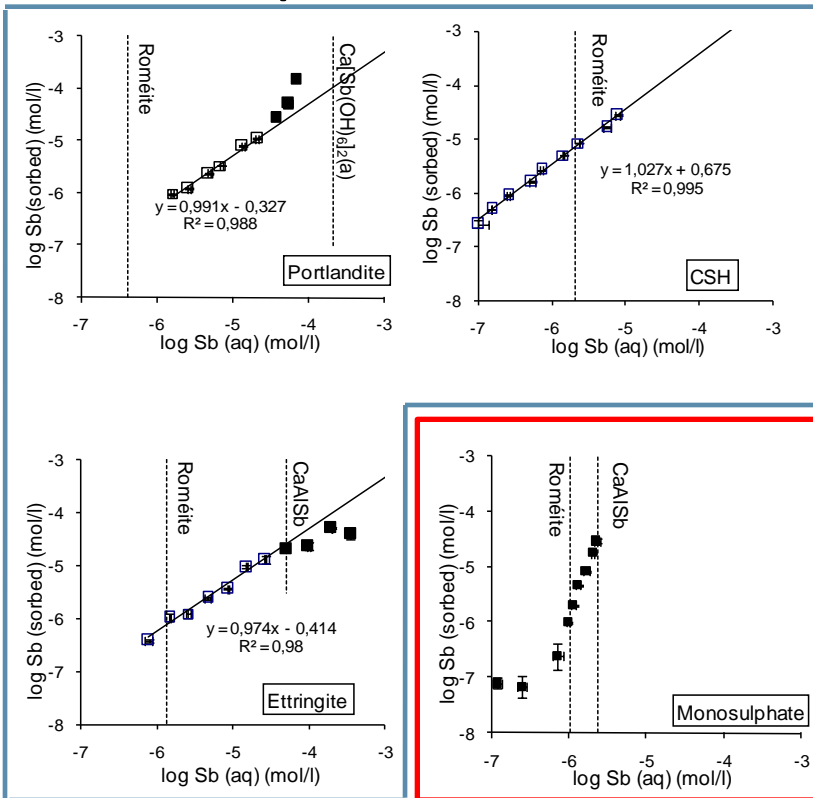 -3
-4
-5
-6
-7
-8
-7 -6 -5 -4 -3
log Sb(sorbed) (mol/l)
log Sb (aq) (mol/l)
Roméite
Ca[Sb(OH)6]2(a)
y = 0,991x - 0,327
R² = 0,988
Portlandite
-3
-4
-5
-6
-7
-8
-7 -6 -5 -4 -3
log Sb (sorbed) (mol/l)
log Sb (aq) (mol/l)
Roméite
y = 1,027x + 0,675
R² = 0,995
CSH
-3
-4
-5
-6
-7
-8
-7 -6 -5 -4 -3
log Sb (sorbed) (mol/l)
log Sb (aq) (mol/l)
Roméite
CaAlSb
y = 0,974x - 0,414
R² = 0,98
Ettringite
-3
-4
-5
-6
-7
-8
-7 -6 -5 -4 -3
log Sb (sorbed) (mol/l)
log Sb (aq) (mol/l)
Roméite
CaAlSb
Monosulphate